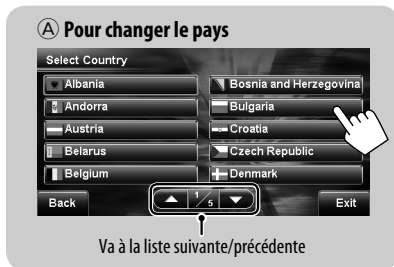 Ⓐ Pour changer le pays
Select Country
Albania
Bosnia and Herzegovina
Andorra
Bulgaria
Austria
Croatia
Belarus
Czech Republic
Belgium
Denmark
Back
1/5
Exit
Va à la liste suivante/précédente